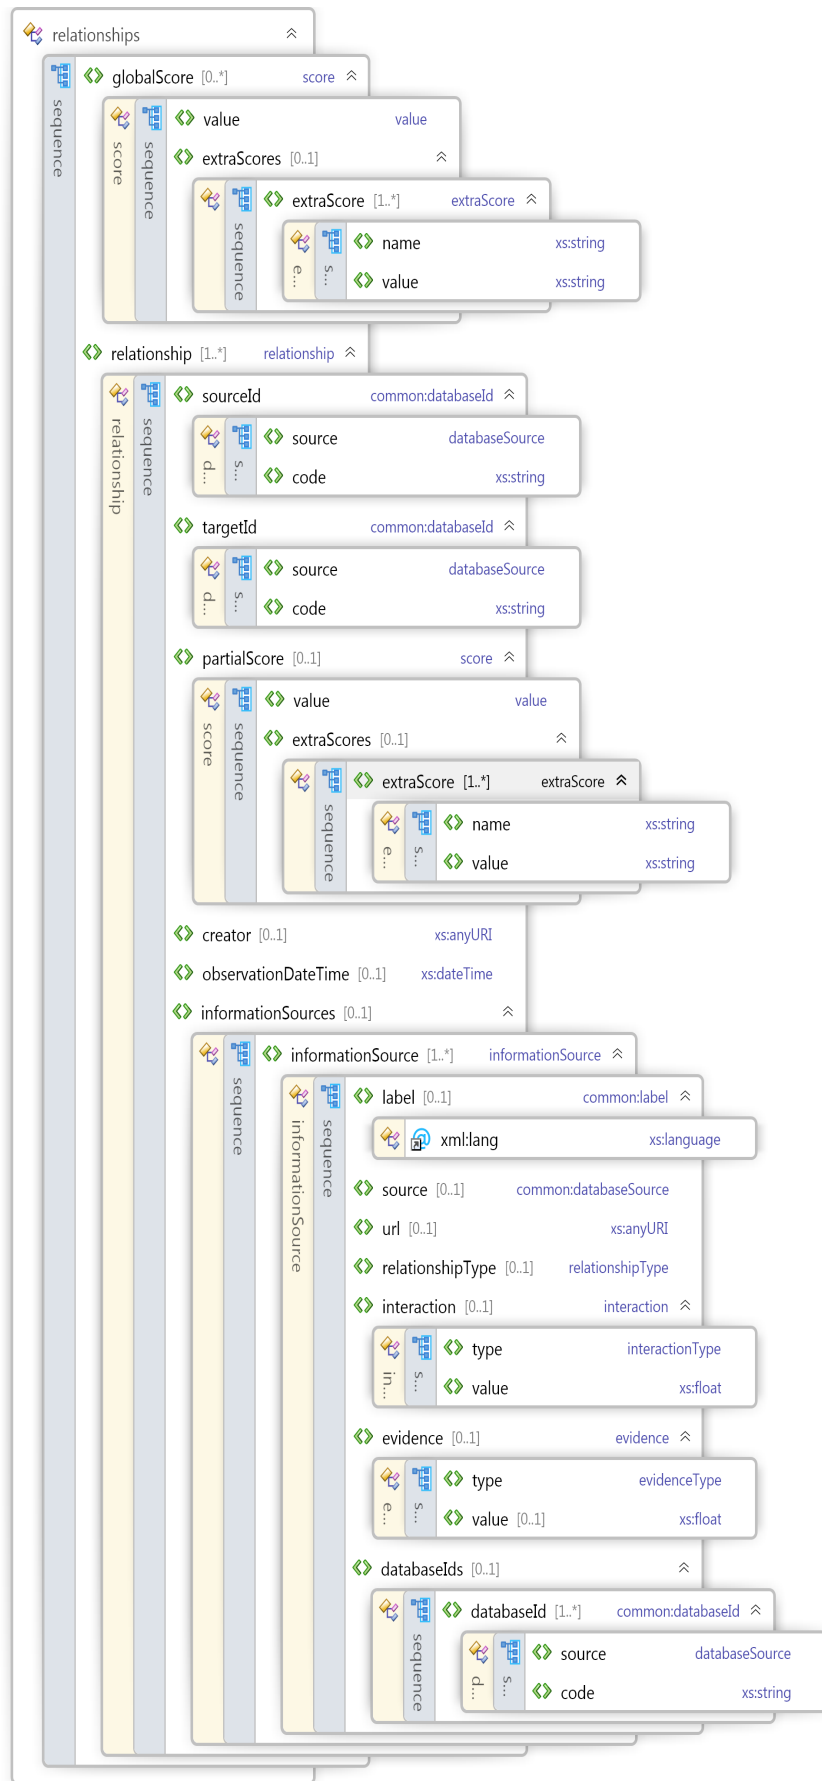 relationships
sequence
globalScore [0..*] score
score
sequence
value value
extraScores [0..1]
sequence
extraScore [1..*] extraScore
e...
s...
name xs:string
value xs:string
relationship [1..*] relationship
relationship
sequence
sourceId common:databaseId
d...
s...
source databaseSource
code xs:string
targetId common:databaseId
d...
s...
source databaseSource
code xs:string
partialScore [0..1] score
score
sequence
value value
extraScores [0..1]
sequence
extraScore [1..*] extraScore
e...
s...
name xs:string
value xs:string
creator [0..1] xs:anyURI
observationDateTime [0..1] xs:dateTime
informationSources [0..1]
sequence
informationSource [1..*] informationSource
informationSource
sequence
label [0..1] common:label
xml:lang xs:language
source [0..1] common:databaseSource
url [0..1] xs:anyURI
relationshipType [0..1] relationshipType
interaction [0..1] interaction
in...
s...
type interactionType
value xs:float
evidence [0..1] evidence
e...
s...
type evidenceType
value [0..1] xs:float
databaseIds [0..1]
sequence
databaseId [1..*] common:databaseId
d...
s...
source databaseSource
code xs:string